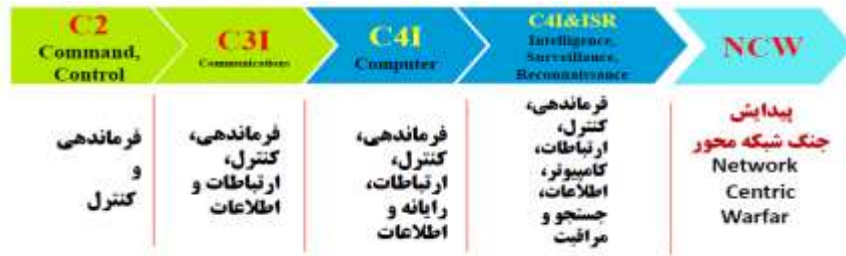 C2
Command,
Control
C3I
Communications
C4I
Computer
C4I&ISR
Intelligence,
Surveillance,
Reconnaissance
NCW
فرماندهی
و
کنترل
فرماندهی،
کنترل،
ارتباطات و
اطلاعات
فرماندهی،
کنترل،
ارتباطات،
رایانه و
اطلاعات
فرماندهی،
کنترل،
ارتباطات،
کامپیوتر،
اطلاعات،
جستجو و
مراقبت
پیدایش
جنگ شبکه محور
Network
Centric
Warfar